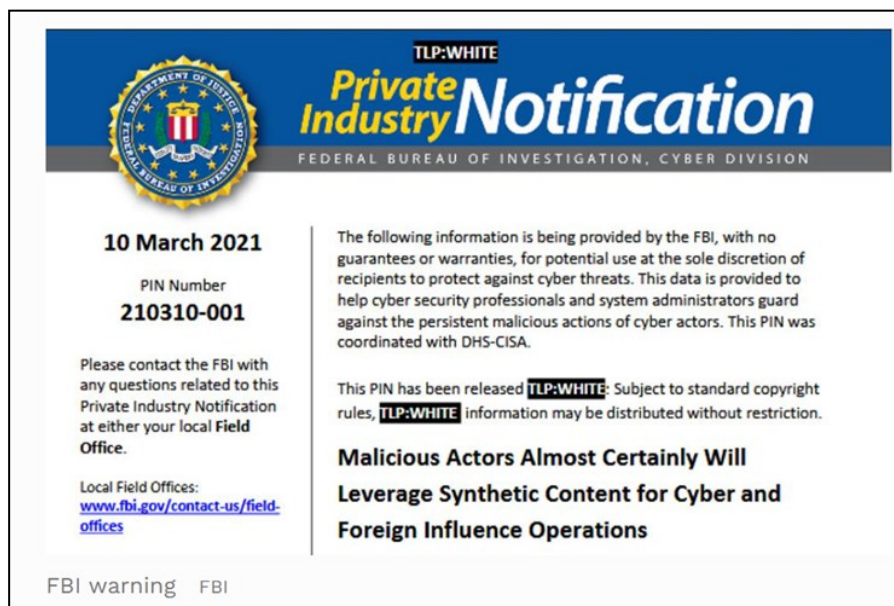 TLP:WHITE
Private
Industry Notification
FEDERAL BUREAU OF INVESTIGATION, CYBER DIVISION
DEPARTMENT OF JUSTICE
FEDERAL BUREAU OF INVESTIGATION
10 March 2021
PIN Number
210310-001
Please contact the FBI with
any questions related to this
Private Industry Notification
at either your local Field
Office.
Local Field Offices:
www.fbi.gov/contact-us/field-
offices
The following information is being provided by the FBI, with no
guarantees or warranties, for potential use at the sole discretion of
recipients to protect against cyber threats. This data is provided to
help cyber security professionals and system administrators guard
against the persistent malicious actions of cyber actors. This PIN was
coordinated with DHS-CISA.
This PIN has been released TLP:WHITE: Subject to standard copyright
rules, TLP:WHITE information may be distributed without restriction.
Malicious Actors Almost Certainly Will
Leverage Synthetic Content for Cyber and
Foreign Influence Operations
FBI warning FBI